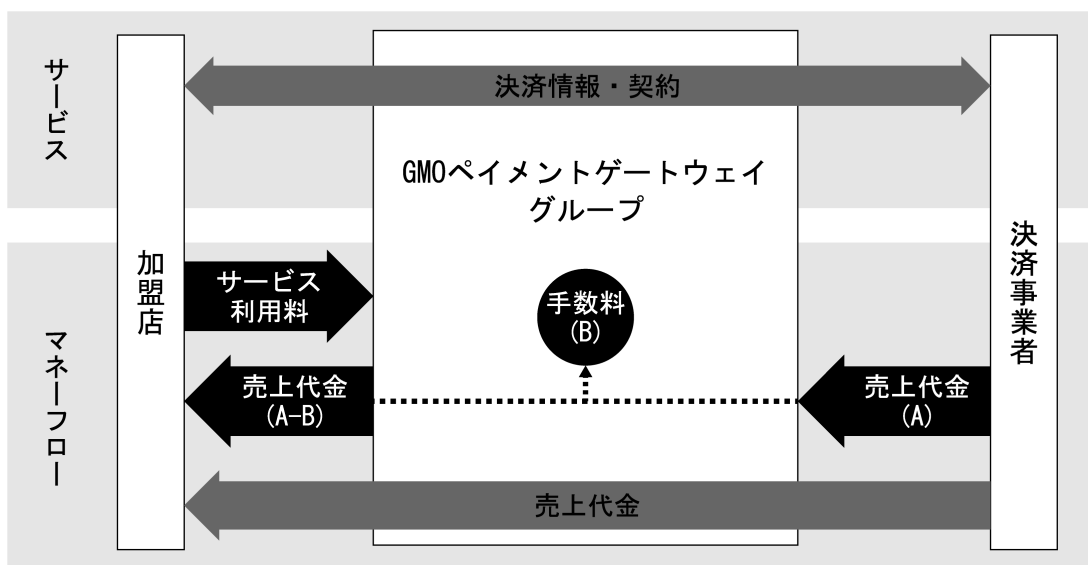 サービス
決済情報・契約
GMOペイメントゲートウェイ
グループ
加盟店
決済事業者
マネーフロー
サービス
利用料
手数料
(B)
売上代金
(A-B)
売上代金
(A)
売上代金